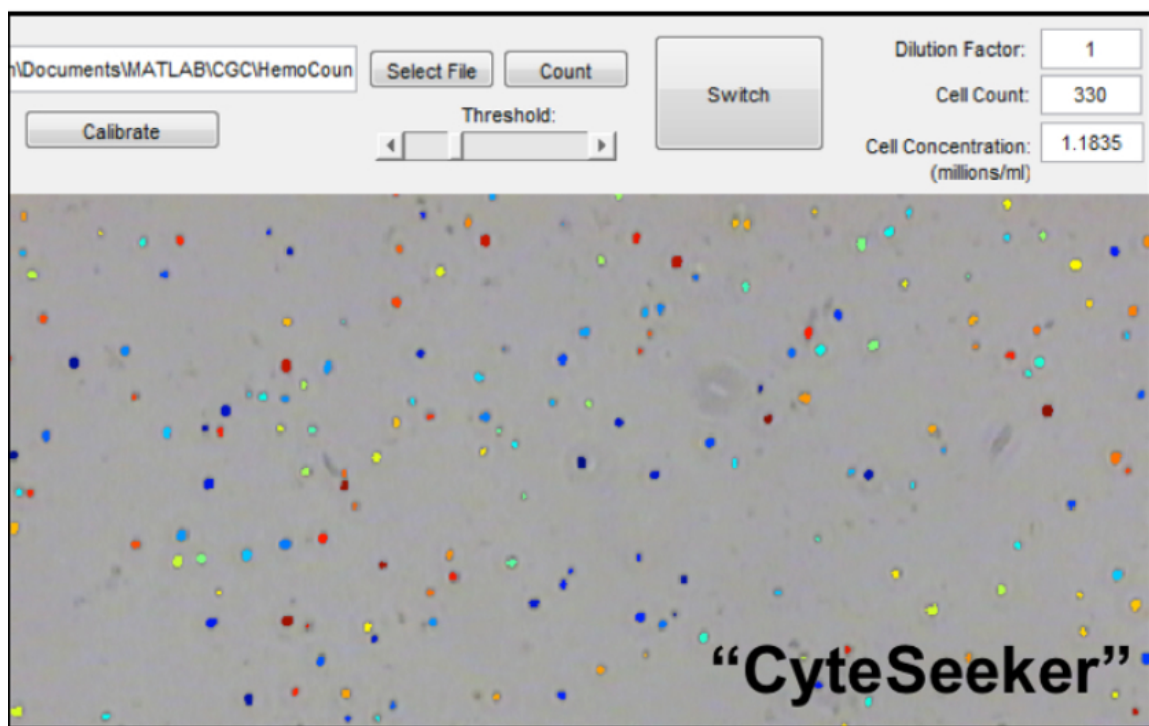 n\Documents\MATLAB\CGC\HemoCoun
Select File
Count
Switch
Dilution Factor:
1
Cell Count:
330
Calibrate
Threshold:
Cell Concentration:
(millions/ml)
1.1835
“CyteSeeker”